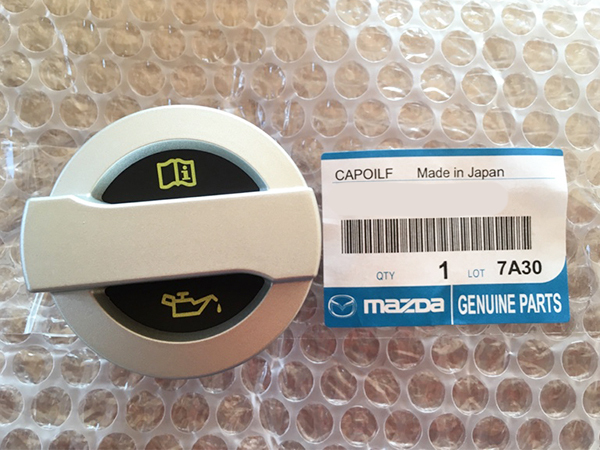 CAPOILF Made in Japan
QTY 1 LOT 7A30
mazda GENUINE PARTS